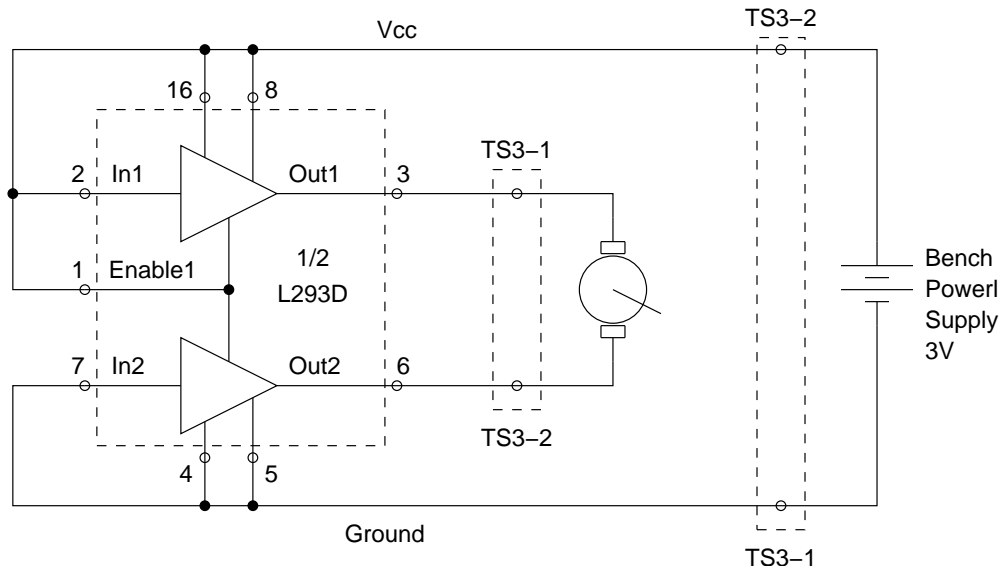 TS3−2
Vcc
16
8
TS3−1
2
In1
Out1
3
1/2
L293D
1
Enable1
Bench
Powerl
Supply
3V
7
In2
Out2
6
TS3−2
4
5
Ground
TS3−1